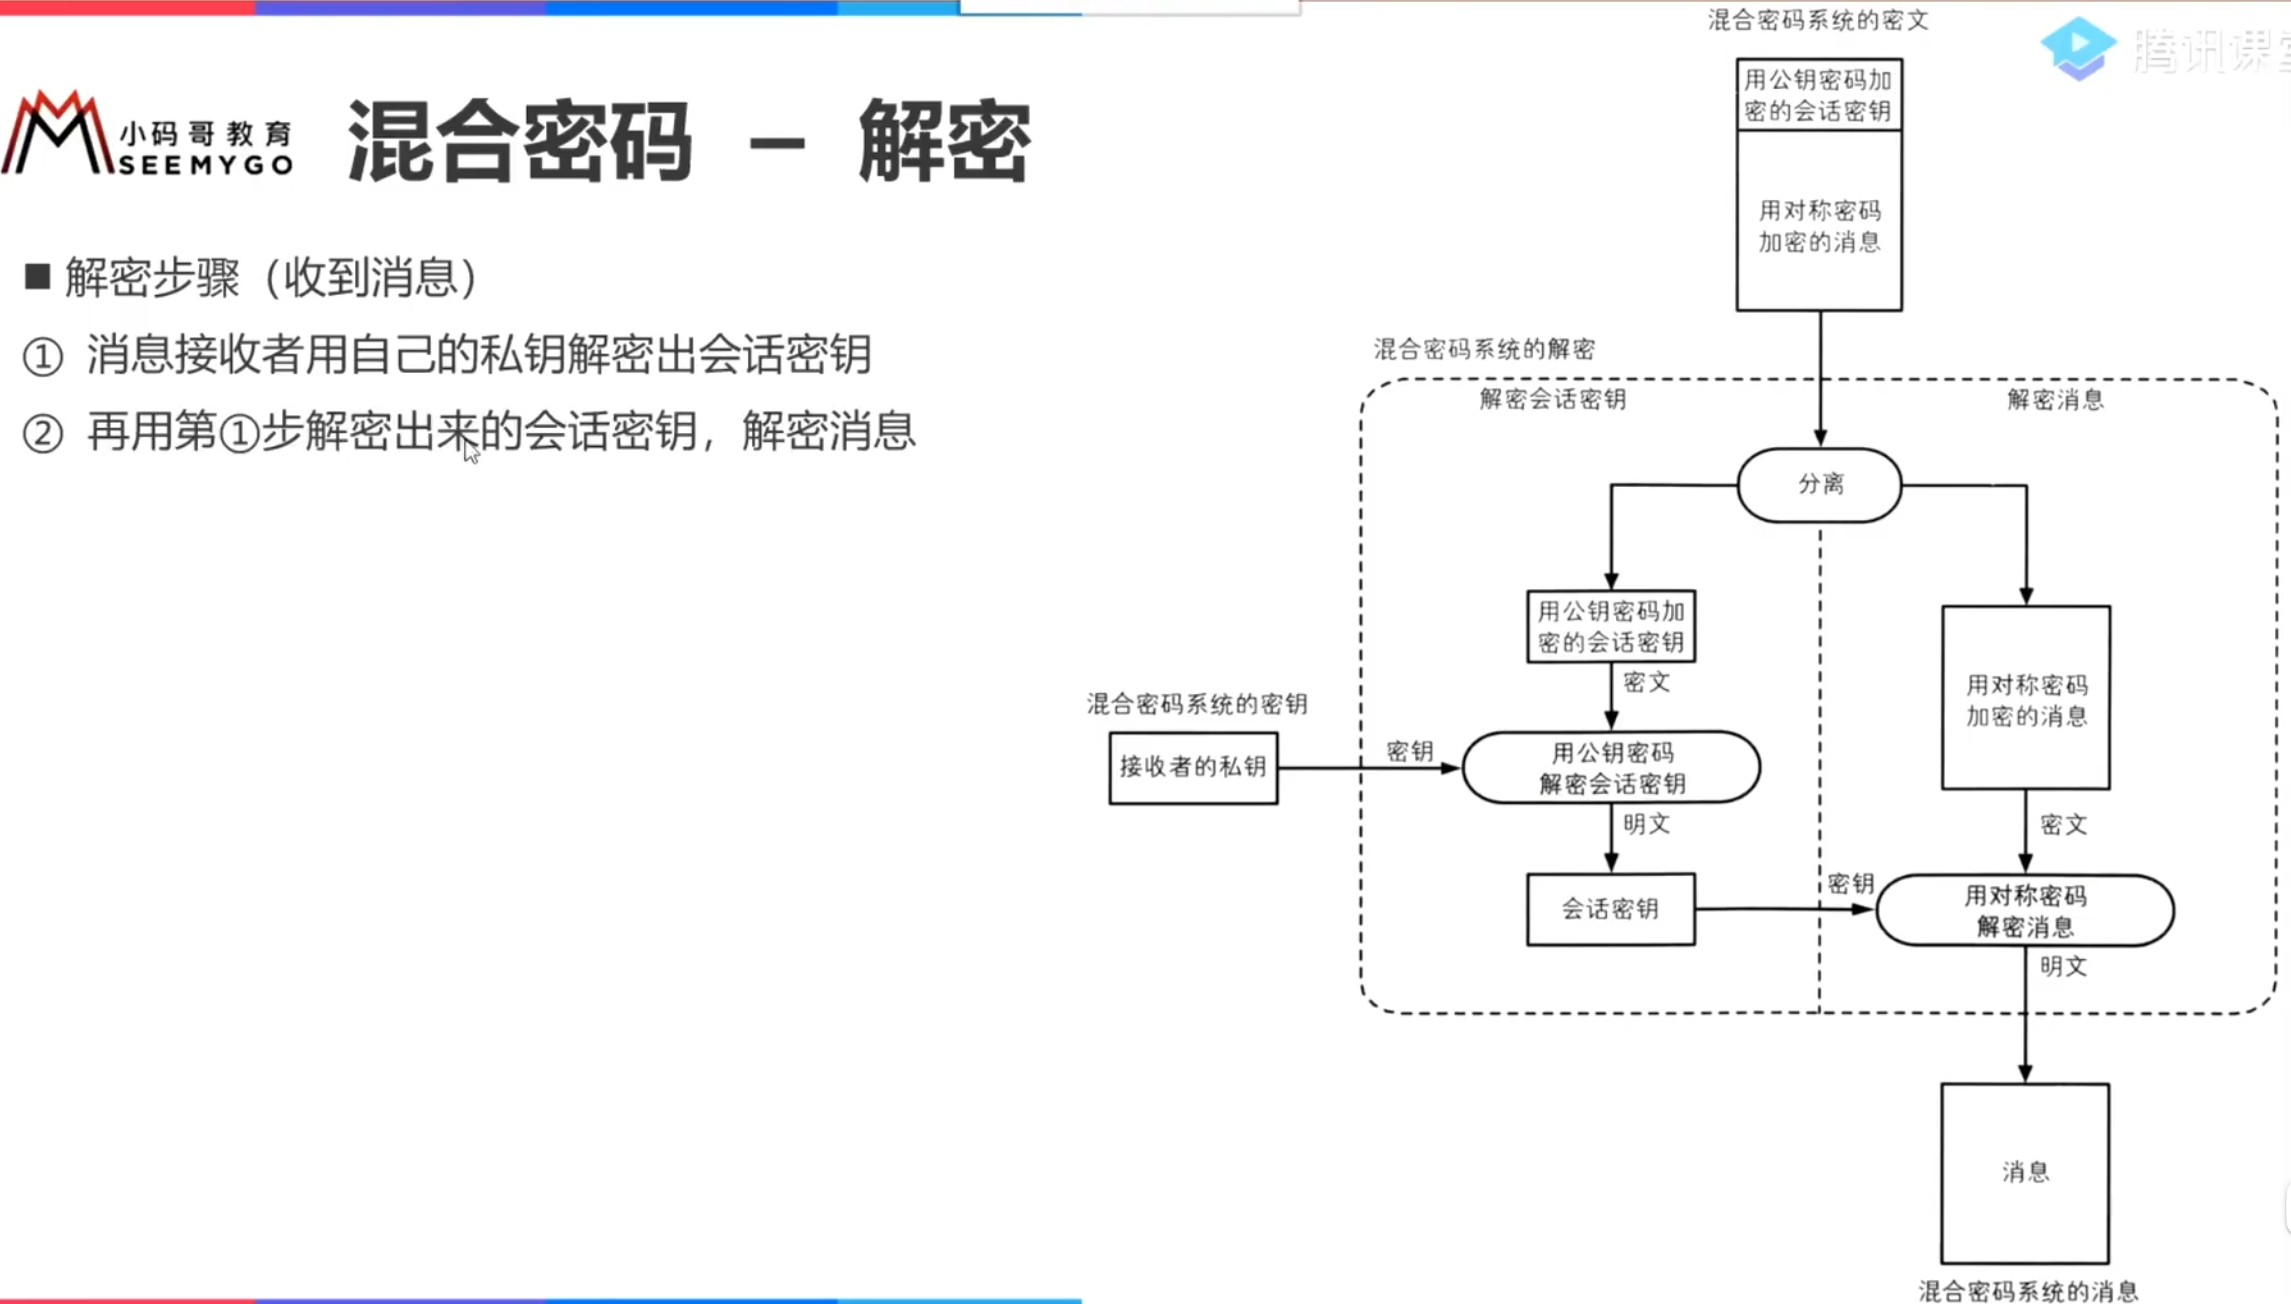 小码哥教育
SEEMYGO
混合密码 – 解密
■ 解密步骤（收到消息）
① 消息接收者用自己的私钥解密出会话密钥
② 再用第①步解密出来的会话密钥，解密消息
混合密码系统的密文
腾讯课
用公钥密码加
密的会话密钥
用对称密码
加密的消息
混合密码系统的解密
解密会话密钥
解密消息
分离
用公钥密码加
密的会话密钥
密文
用对称密码
加密的消息
混合密码系统的密钥
接收者的私钥
密钥
用公钥密码
解密会话密钥
明文
密文
会话密钥
密钥
用对称密码
解密消息
明文
消息
混合密码系统的消息